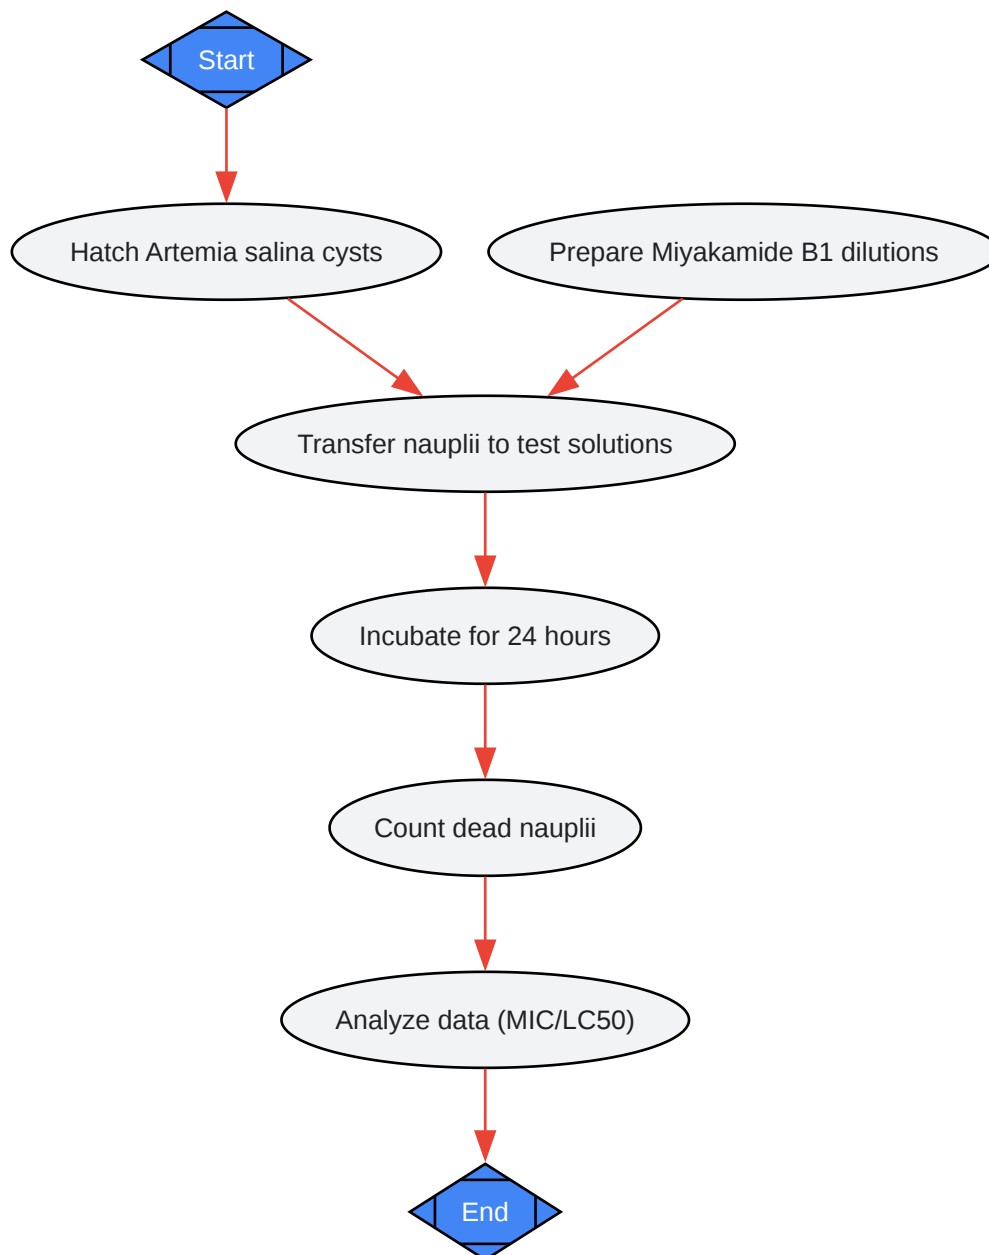 Start
Hatch Artemia salina cysts
Prepare Miyakamide B1 dilutions
Transfer nauplii to test solutions
Incubate for 24 hours
Count dead nauplii
Analyze data (MIC/LC50)
End